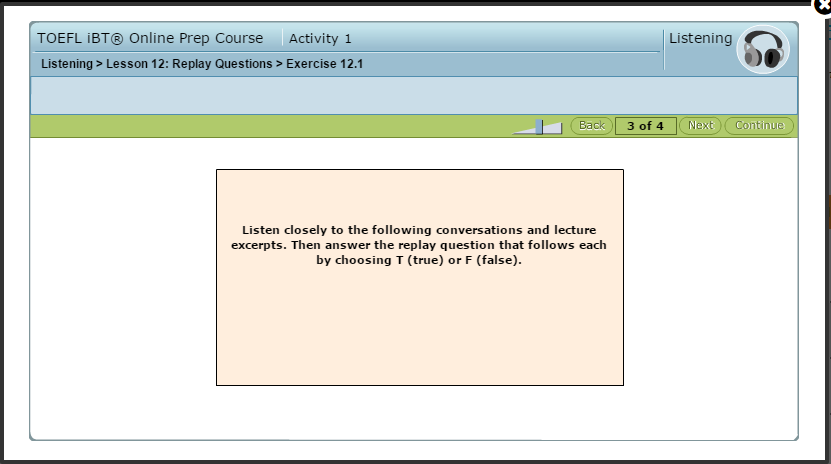 TOEFL iBT® Online Prep Course
Activity 1
Listening
Listening > Lesson 12: Replay Questions > Exercise 12.1
Back
3 of 4
Next
Continue
Listen closely to the following conversations and lecture
excerpts. Then answer the replay question that follows each
by choosing T (true) or F (false).